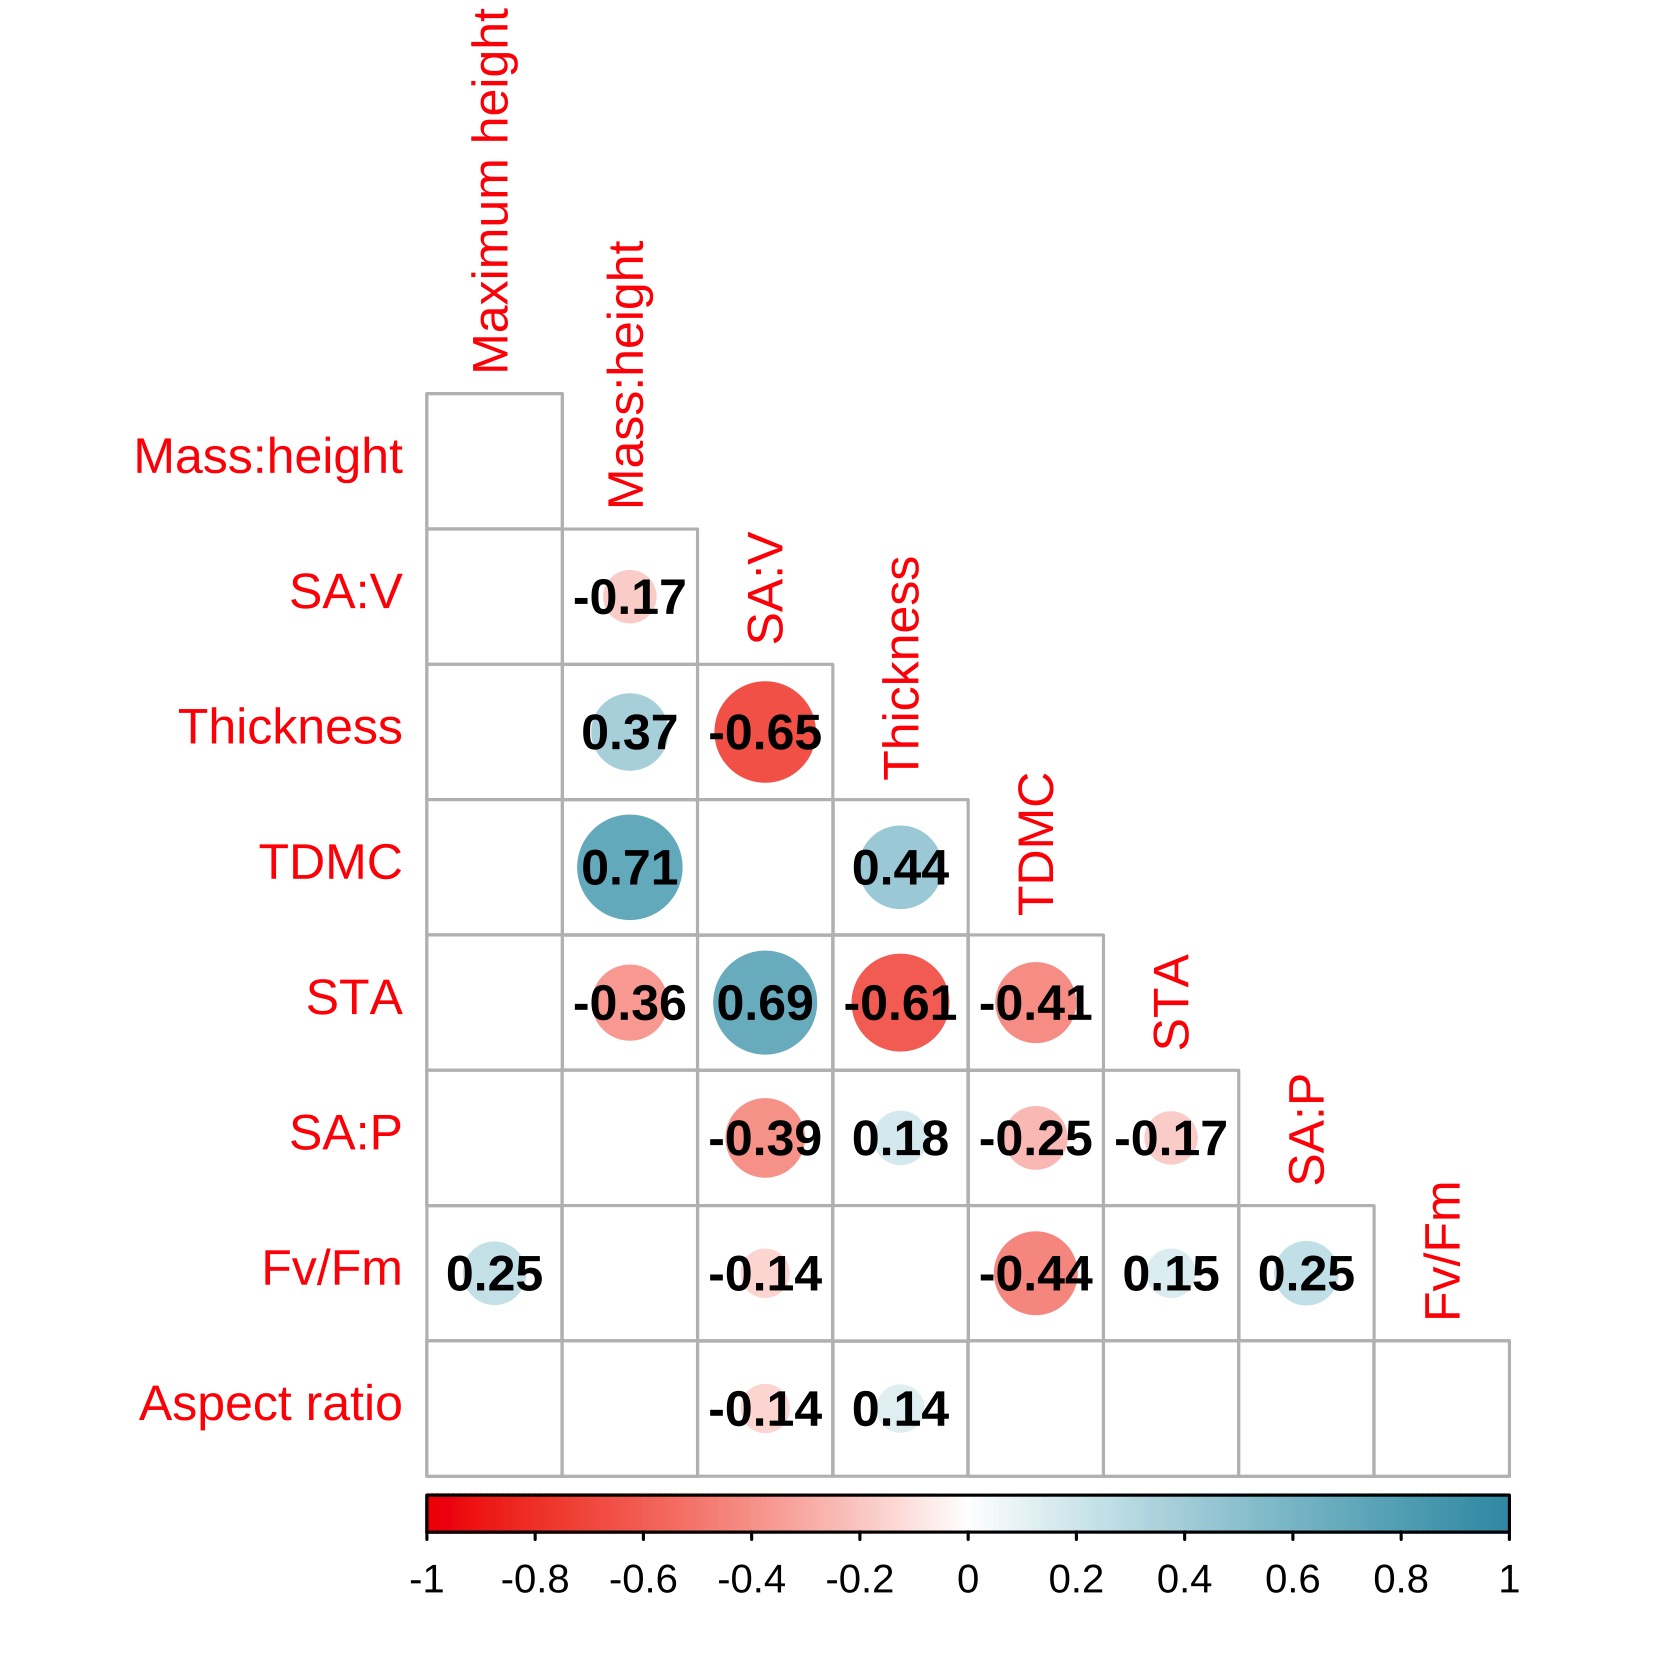 Maximum height
Mass:height
SA:V
Thickness
TDMC
STA
SA:P
Fv/Fm
Mass:height
SA:V -0.17
Thickness 0.37 -0.65
TDMC 0.71 0.44
STA -0.36 0.69 -0.61 -0.41
SA:P -0.39 0.18 -0.25 -0.17
Fv/Fm 0.25 -0.14 -0.44 0.15 0.25
Aspect ratio -0.14 0.14
-1 -0.8 -0.6 -0.4 -0.2 0 0.2 0.4 0.6 0.8 1